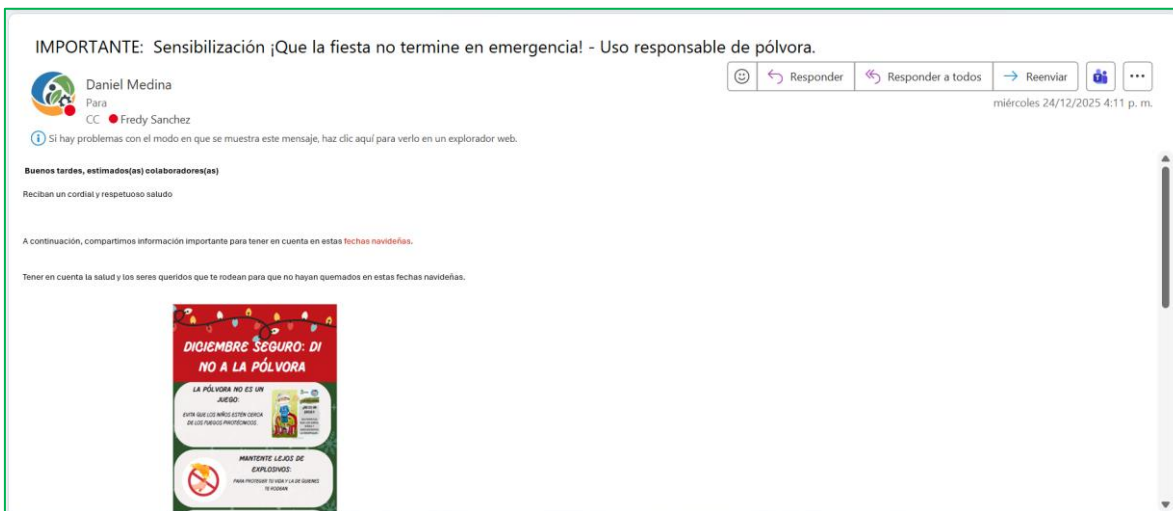 IMPORTANTE: Sensibilización ¡Que la fiesta no termine en emergencia! - Uso responsable de pólvora.
Daniel Medina
Para
CC Fredy Sanchez
Responder
Responder a todos
Reenviar
miércoles 24/12/2025 4:11 p. m.
Si hay problemas con el modo en que se muestra este mensaje, haz clic aquí para verlo en un explorador web.
Buenos tardes, estimados(as) colaboradores(as)
Reciban un cordial y respetuoso saludo
A continuación, compartimos información importante para tener en cuenta en estas fechas navideñas.
Tener en cuenta la salud y los seres queridos que te rodean para que no hayan quemados en estas fechas navideñas.
DICIEMBRE SEGURO: DI
NO A LA PÓLVORA
LA PÓLVORA NO ES UN
JUEGO:
EVITA QUE LOS NIÑOS ESTÉN CERCA
DE LOS FUEGOS PIROTÉCNICOS.
MANTENTE LEJOS DE
EXPLOSIVOS:
PARA PROTEGER TU VIDA Y LA DE QUIENES
TE RODEAN